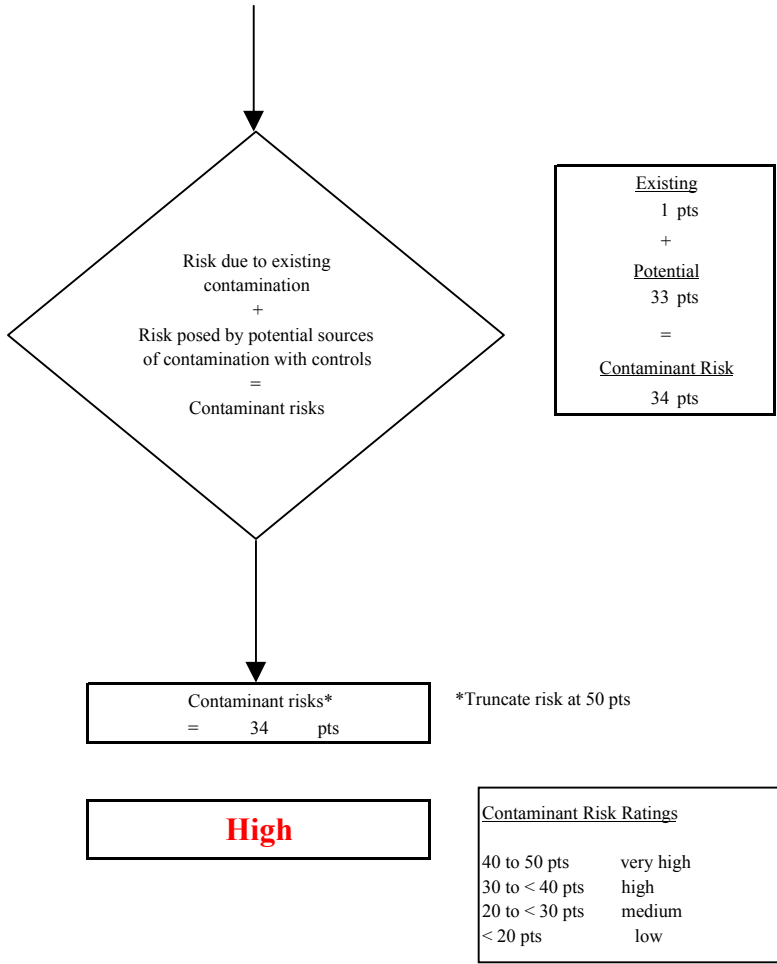 Risk due to existing
contamination
+
Risk posed by potential sources
of contamination with controls
=
Contaminant risks
Existing
1 pts
+
Potential
33 pts
=
Contaminant Risk
34 pts
Contaminant risks*
= 34 pts
*Truncate risk at 50 pts
High
Contaminant Risk Ratings
40 to 50 pts very high
30 to < 40 pts high
20 to < 30 pts medium
< 20 pts low